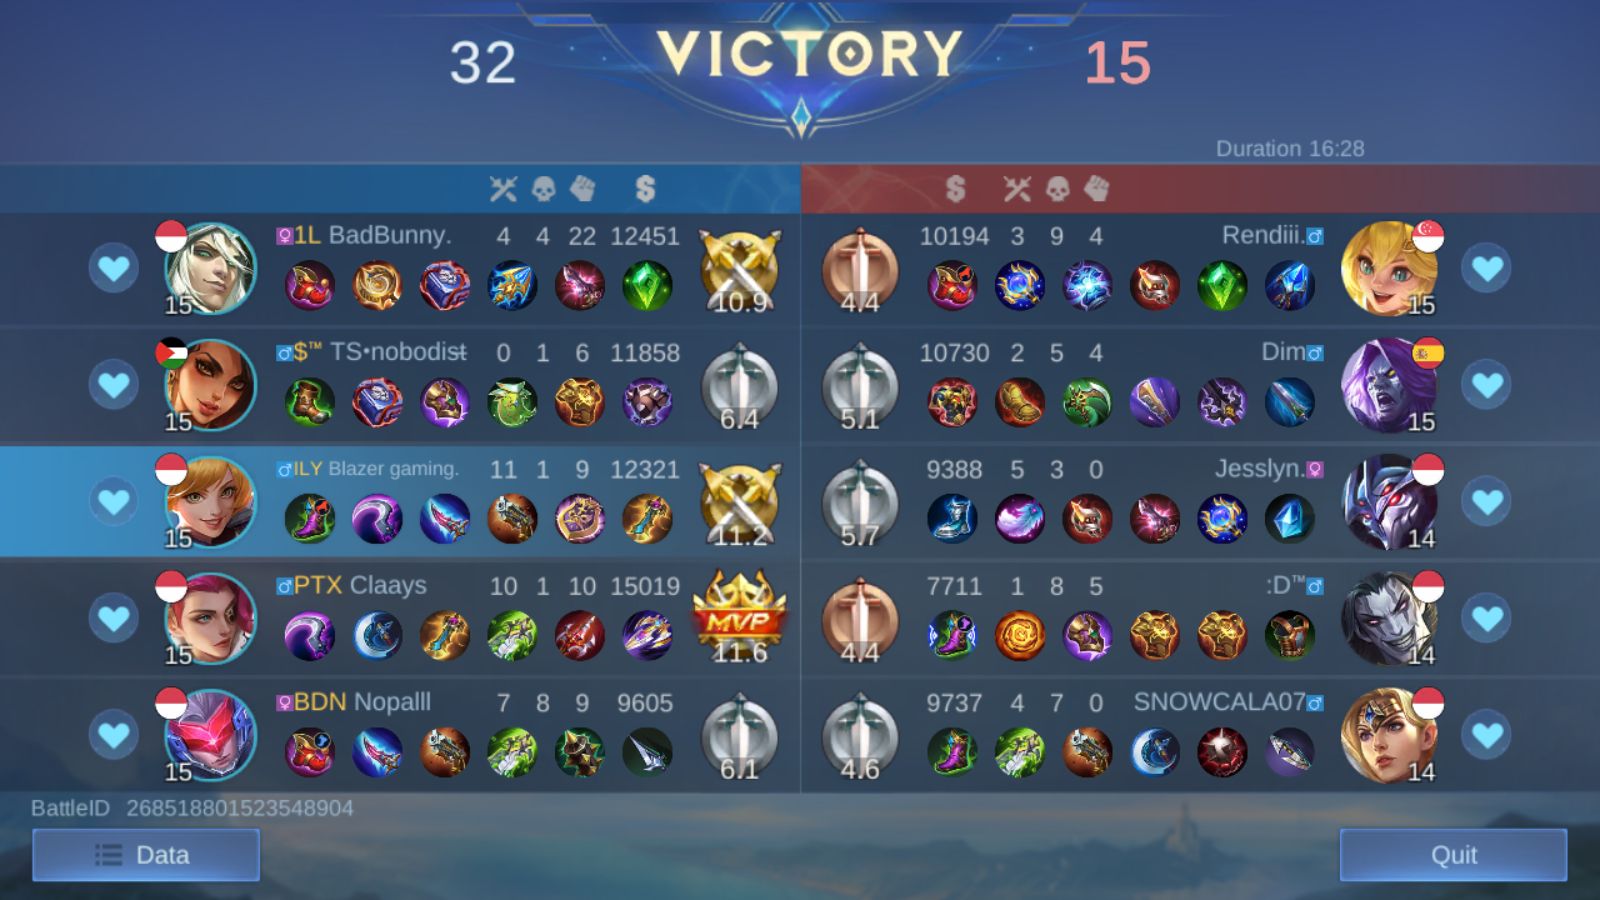 32 VICTORY 15
Duration 16:28
1L BadBunny. 4 4 22 12451
15 10.9
10194 3 9 4 Rendiii.
4.4 15
$™ TS•nobodist 0 1 6 11858
15 6.4
10730 2 5 4 Dim
5.1 15
ILY Blazer gaming. 11 1 9 12321
15 11.2
9388 5 3 0 Jesslyn.
5.7 14
PTX Claays 10 1 10 15019
MVP
15 11.6
7711 1 8 5 :D™
4.4 14
BDN Nopalll 7 8 9 9605
15 6.1
9737 4 7 0 SNOWCALA07
4.6 14
BattleID 268518801523548904
Data
Quit